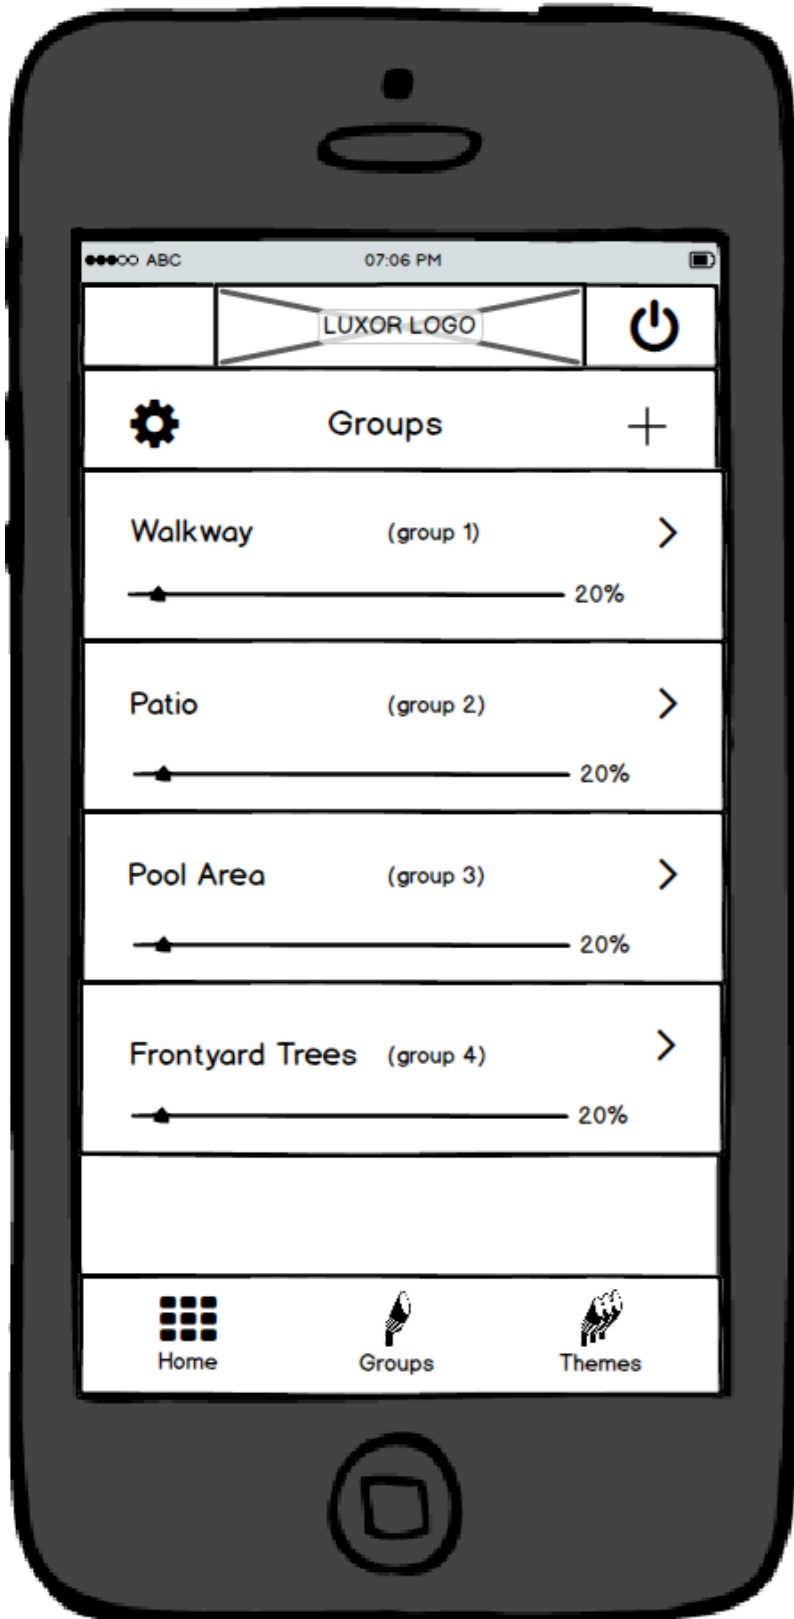 ABC 07:06 PM
LUXOR LOGO
Groups
Walkway (group 1)
20%
Patio (group 2)
20%
Pool Area (group 3)
20%
Frontyard Trees (group 4)
20%
Home Groups Themes